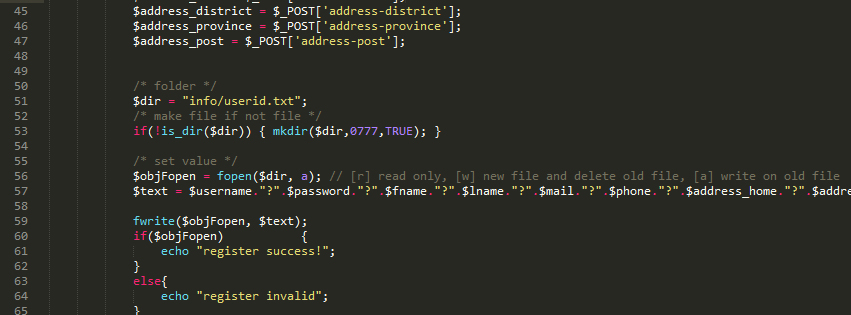 45 $address_district = $_POST['address-district'];
46 $address_province = $_POST['address-province'];
47 $address_post = $_POST['address-post'];
48
49
50 /* folder */
51 $dir = "info/userid.txt";
52 /* make file if not file */
53 if(!is_dir($dir)) { mkdir($dir,0777,TRUE); }
54
55 /* set value */
56 $objFopen = fopen($dir, a); // [r] read only, [w] new file and delete old file, [a] write on old file
57 $text = $username."?".$password."?".$fname."?".$lname."?".$mail."?".$phone."?".$address_home."?".$addre
58
59 fwrite($objFopen, $text);
60 if($objFopen) {
61 echo "register success!";
62 }
63 else{
64 echo "register invalid";
65 }